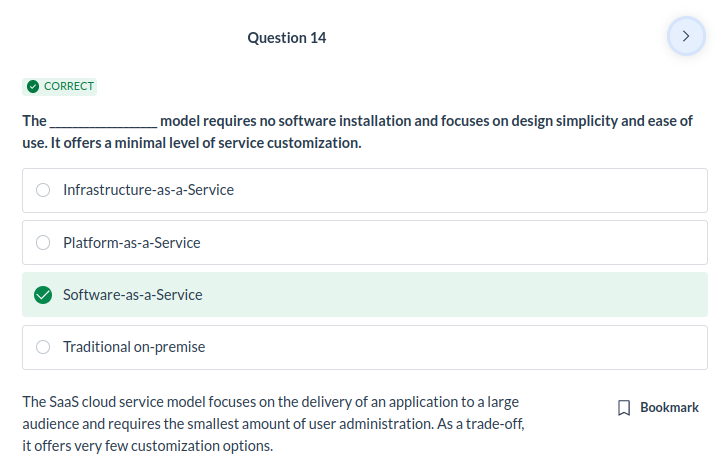 Question 14
CORRECT
The __________________ model requires no software installation and focuses on design simplicity and ease of
use. It offers a minimal level of service customization.
Infrastructure-as-a-Service
Platform-as-a-Service
Software-as-a-Service
Traditional on-premise
The SaaS cloud service model focuses on the delivery of an application to a large
audience and requires the smallest amount of user administration. As a trade-off,
it offers very few customization options.
Bookmark